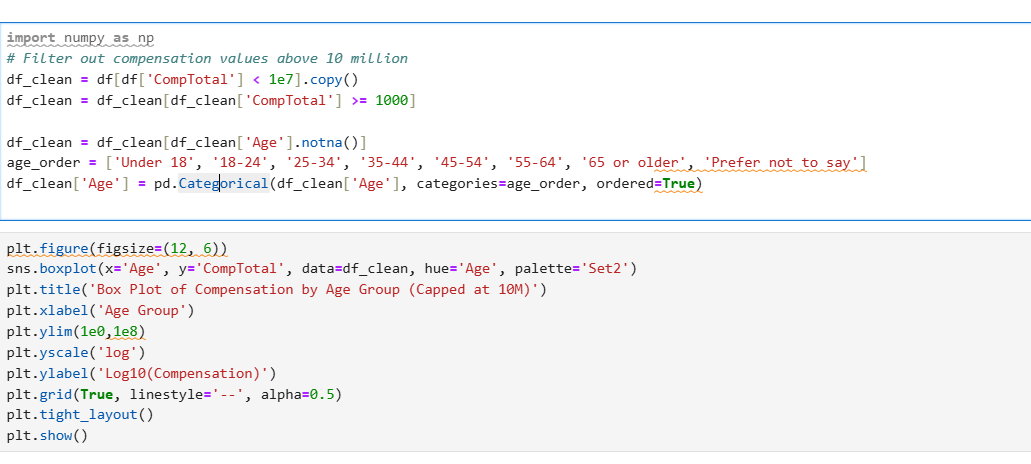 import numpy as np
# Filter out compensation values above 10 million
df_clean = df[df['CompTotal'] < 1e7].copy()
df_clean = df_clean[df_clean['CompTotal'] >= 1000]
df_clean = df_clean[df_clean['Age'].notna()]
age_order = ['Under 18', '18-24', '25-34', '35-44', '45-54', '55-64', '65 or older', 'Prefer not to say']
df_clean['Age'] = pd.Categorical(df_clean['Age'], categories=age_order, ordered=True)
plt.figure(figsize=(12, 6))
sns.boxplot(x='Age', y='CompTotal', data=df_clean, hue='Age', palette='Set2')
plt.title('Box Plot of Compensation by Age Group (Capped at 10M)')
plt.xlabel('Age Group')
plt.ylim(1e0,1e8)
plt.yscale('log')
plt.ylabel('Log10(Compensation)')
plt.grid(True, linestyle='--', alpha=0.5)
plt.tight_layout()
plt.show()